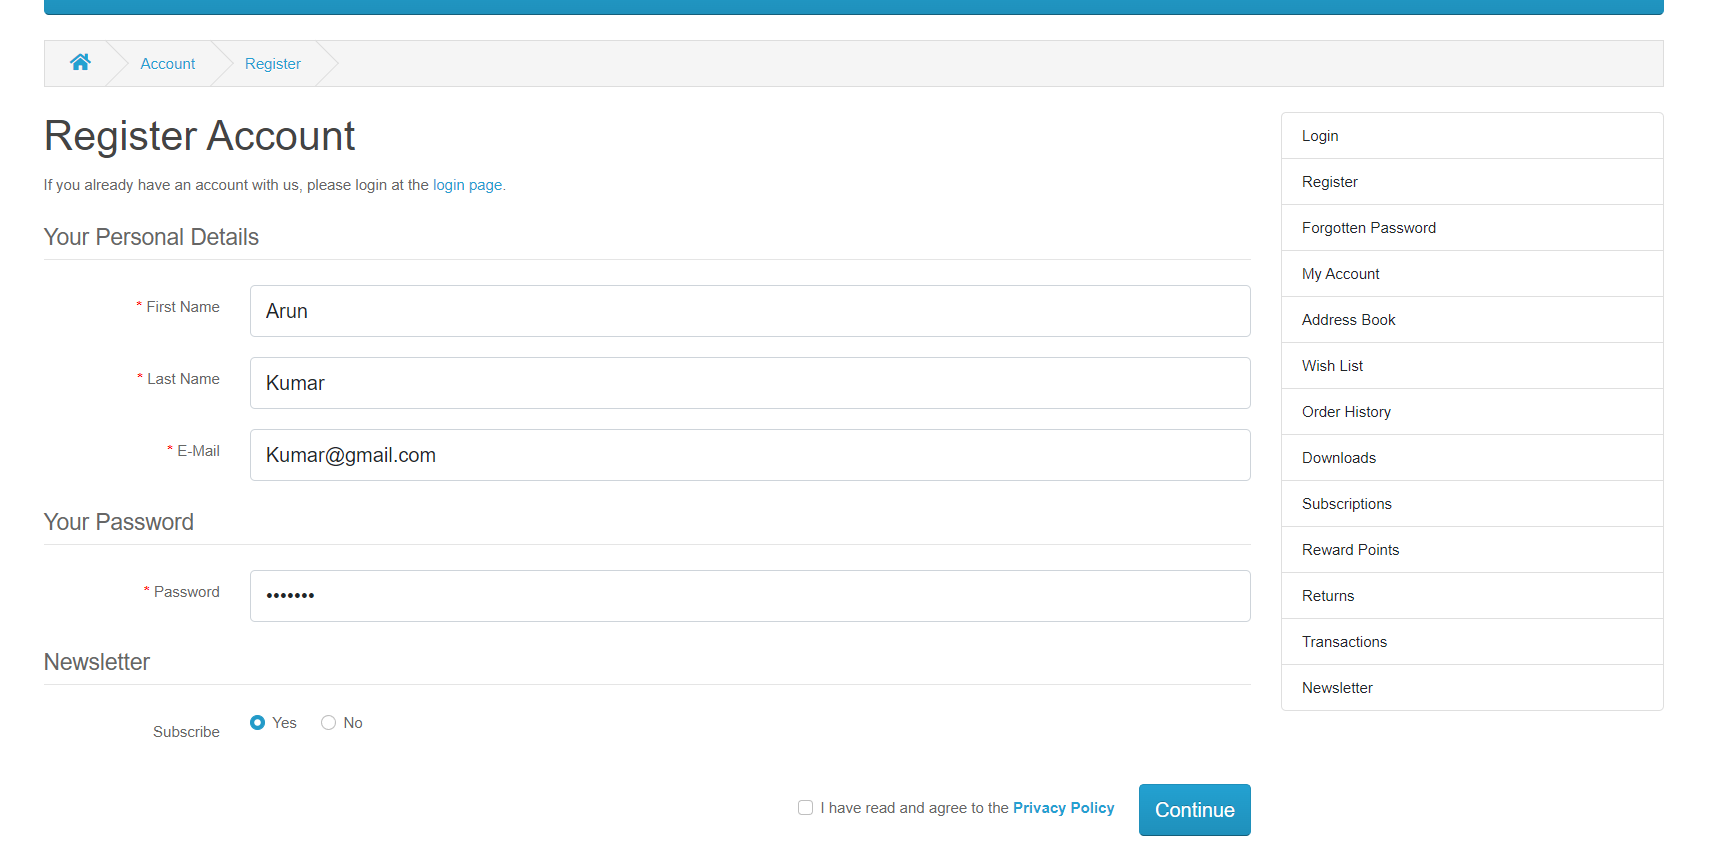 Account
Register
Register Account
If you already have an account with us, please login at the login page.
Your Personal Details
* First Name
Arun
* Last Name
Kumar
* E-Mail
Kumar@gmail.com
Your Password
* Password
•••••••
Newsletter
Subscribe
Yes
No
I have read and agree to the Privacy Policy
Continue
Login
Register
Forgotten Password
My Account
Address Book
Wish List
Order History
Downloads
Subscriptions
Reward Points
Returns
Transactions
Newsletter